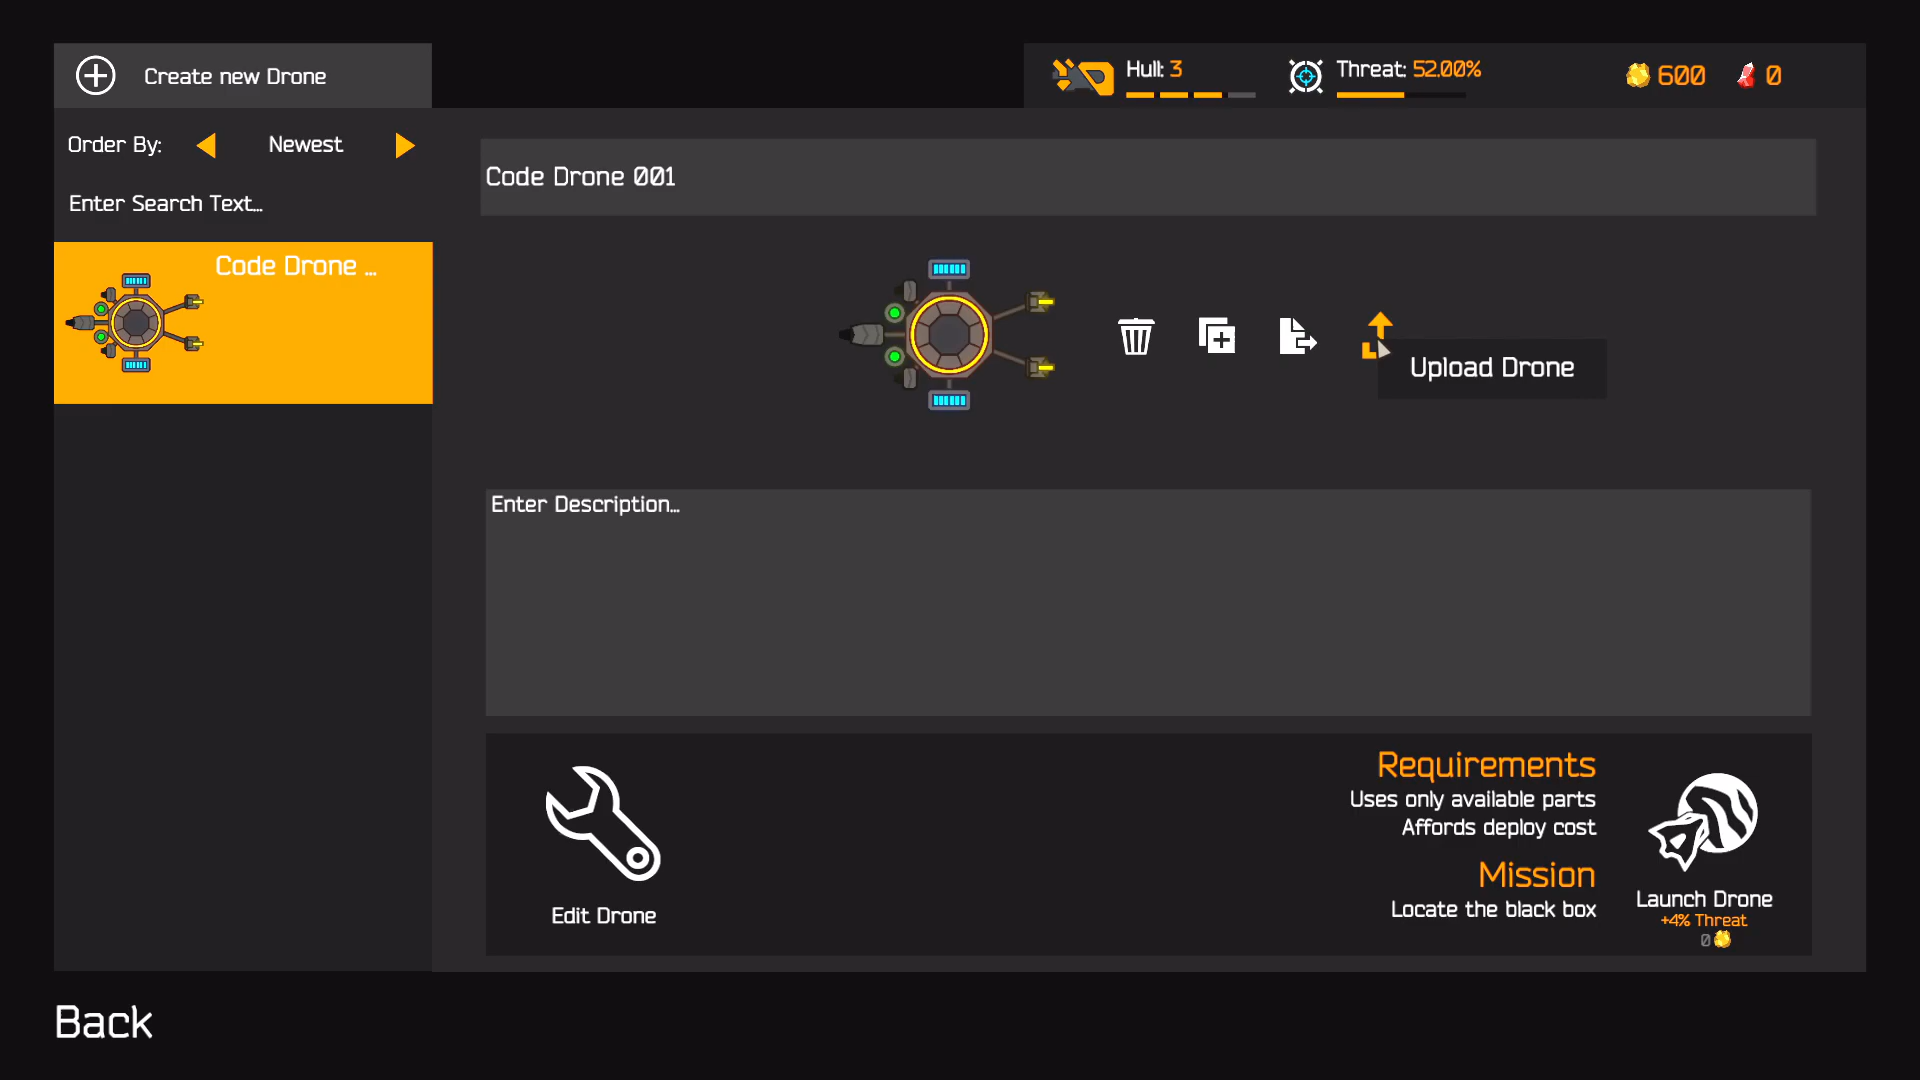 Create new Drone
Hull: 3
Threat: 52.00%
600
0
Order By:
Newest
Enter Search Text...
Code Drone ...
Code Drone 001
Upload Drone
Enter Description...
Edit Drone
Requirements
Uses only available parts
Affords deploy cost
Mission
Locate the black box
Launch Drone
+4% Threat
0
Back